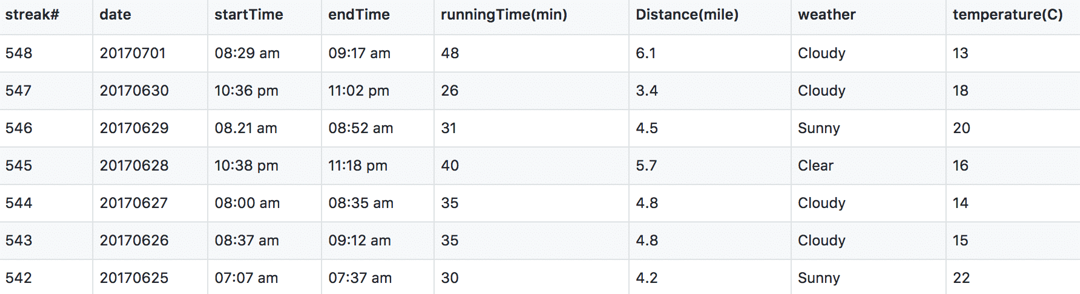 streak# date startTime endTime runningTime(min) Distance(mile) weather temperature(C)
548 20170701 08:29 am 09:17 am 48 6.1 Cloudy 13
547 20170630 10:36 pm 11:02 pm 26 3.4 Cloudy 18
546 20170629 08.21 am 08:52 am 31 4.5 Sunny 20
545 20170628 10:38 pm 11:18 pm 40 5.7 Clear 16
544 20170627 08:00 am 08:35 am 35 4.8 Cloudy 14
543 20170626 08:37 am 09:12 am 35 4.8 Cloudy 15
542 20170625 07:07 am 07:37 am 30 4.2 Sunny 22